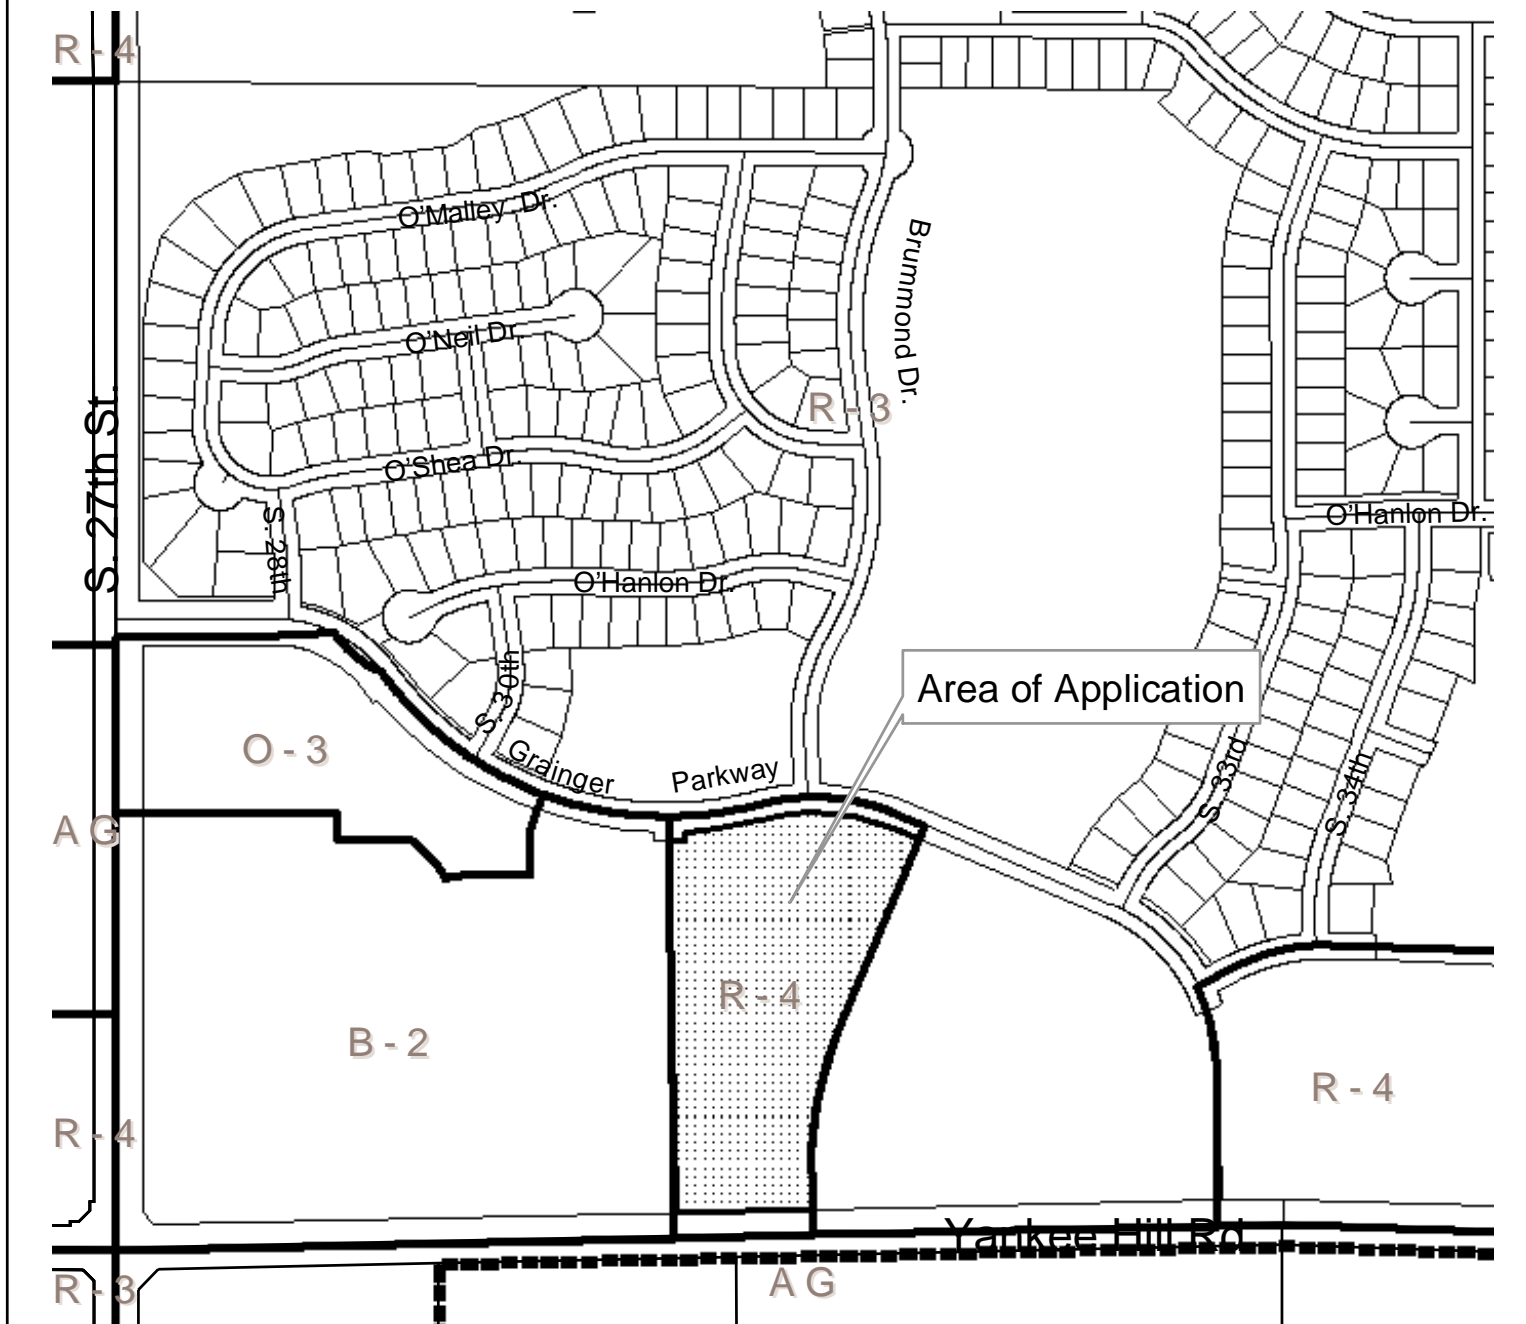 R - 4
O'Malley Dr.
Brummond Dr.
O'Neil Dr
R - 3
S. 27th St.
O'Shea Dr.
S. 28th
O'Hanlon Dr.
O'Hanlon Dr.
S. 30th
Area of Application
O - 3
Grainger Parkway
S. 33rd
S. 34th
A G
R - 4
B - 2
R - 4
R - 4
Yankee Hill Rd
R - 3
A G